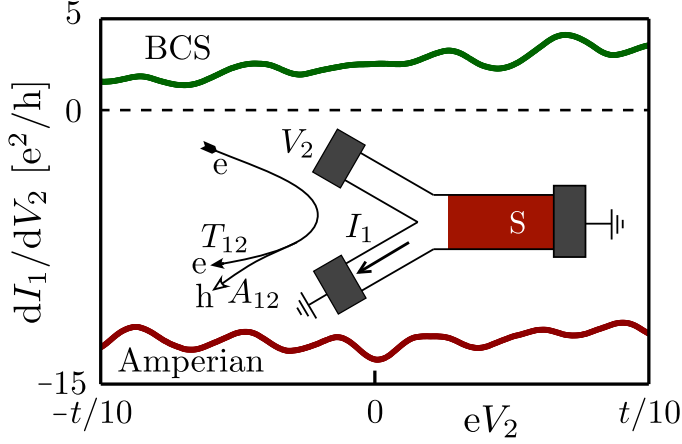 5
BCS
0
dI₁/dV₂ [e²/h]
V₂
e
I₁
S
T₁₂
e
h
A₁₂
Amperian
–15
–t/10
0
eV₂
t/10